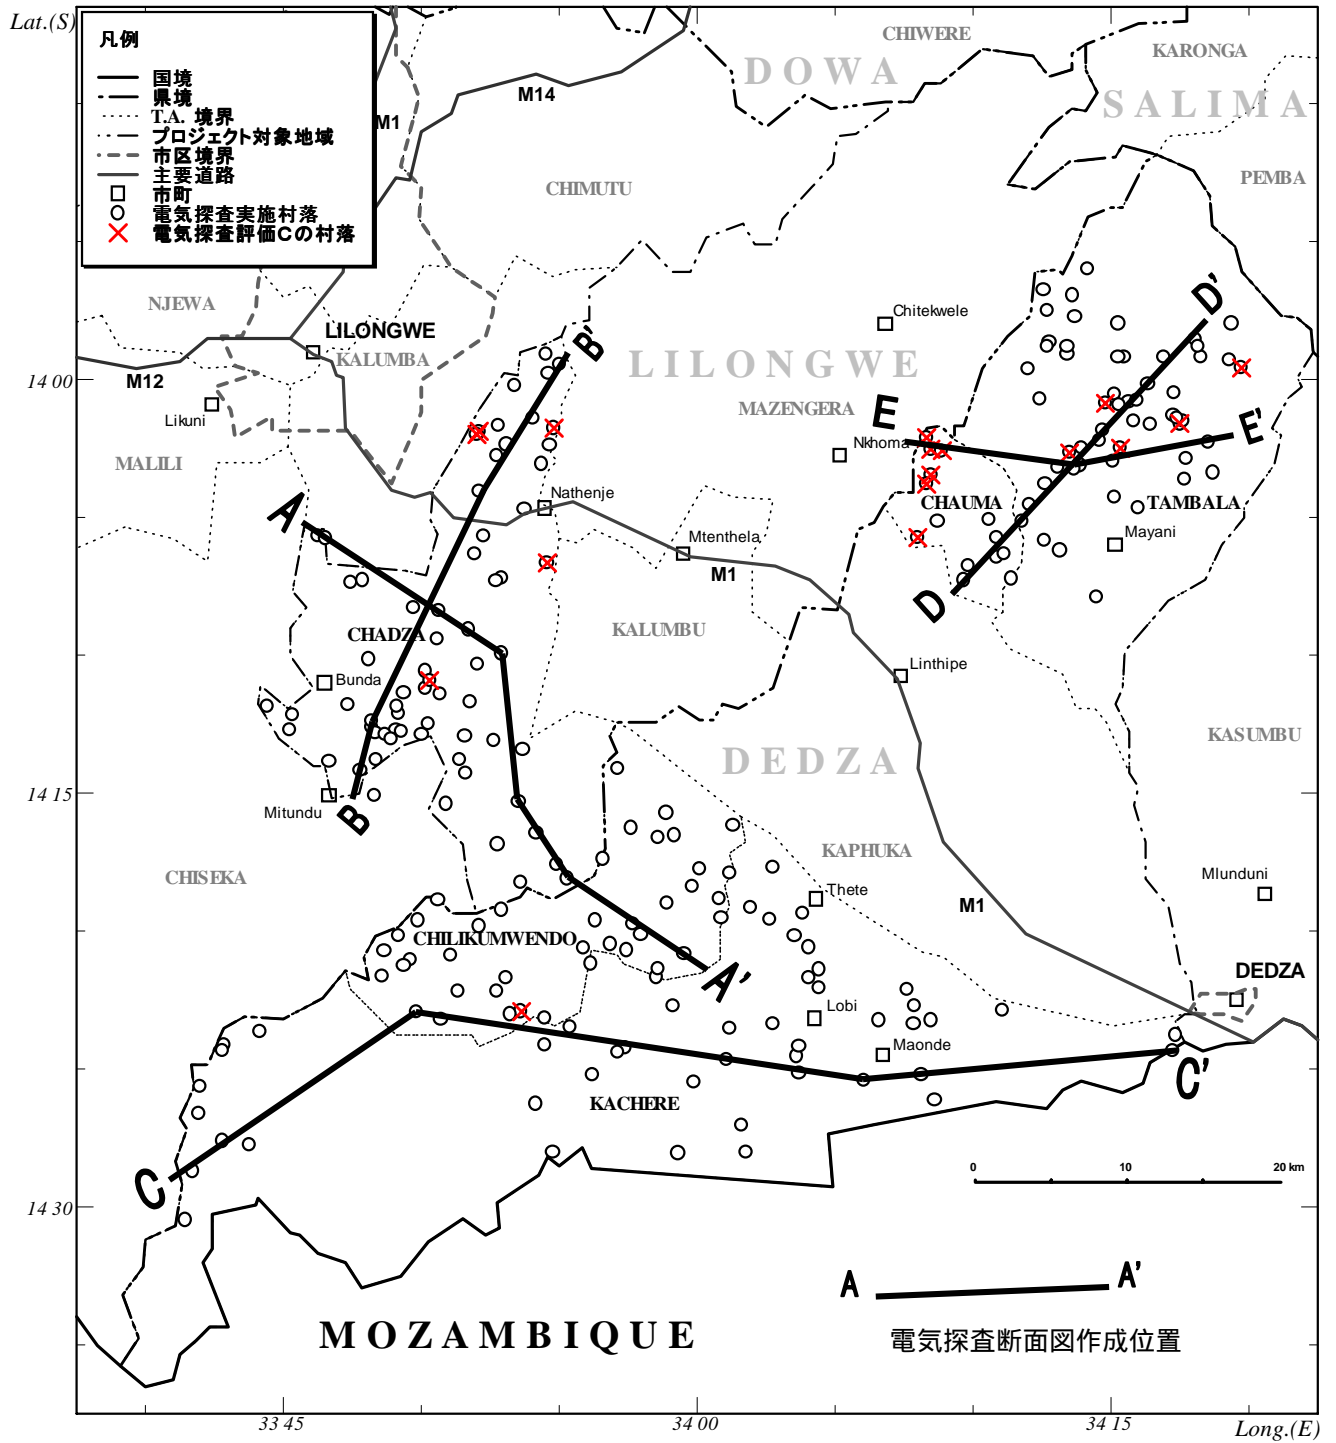 Lat.(S)
凡例
国境
県境
T.A. 境界
プロジェクト対象地域
市区境界
主要道路
市町
電気探査実施村落
電気探査評価Cの村落
CHIWERE
KARONGA
DOWA
M14
SALIMA
M1
CHIMUTU
PEMBA
NJEWA
Chitekwele
D'
LILONGWE
B'
KALUMBA
LILONGWE
14 00
M12
MAZENGERA
E
E'
Likuni
Nkhoma
MALILI
Nathenje
CHAUMA
TAMBALA
A
Mtenthela
Mayani
M1
D
CHADZA
KALUMBU
Bunda
Linthipe
KASUMBU
DEDZA
14 15
Mitundu
B
KAPHUKA
CHISEKA
Mlunduni
Thete
M1
CHILIKUMWENDO
DEDZA
A'
Lobi
Maonde
C'
KACHERE
0 10 20 km
C
14 30
A A'
MOZAMBIQUE
電気探査断面図作成位置
33 45 34 00 34 15 Long.(E)